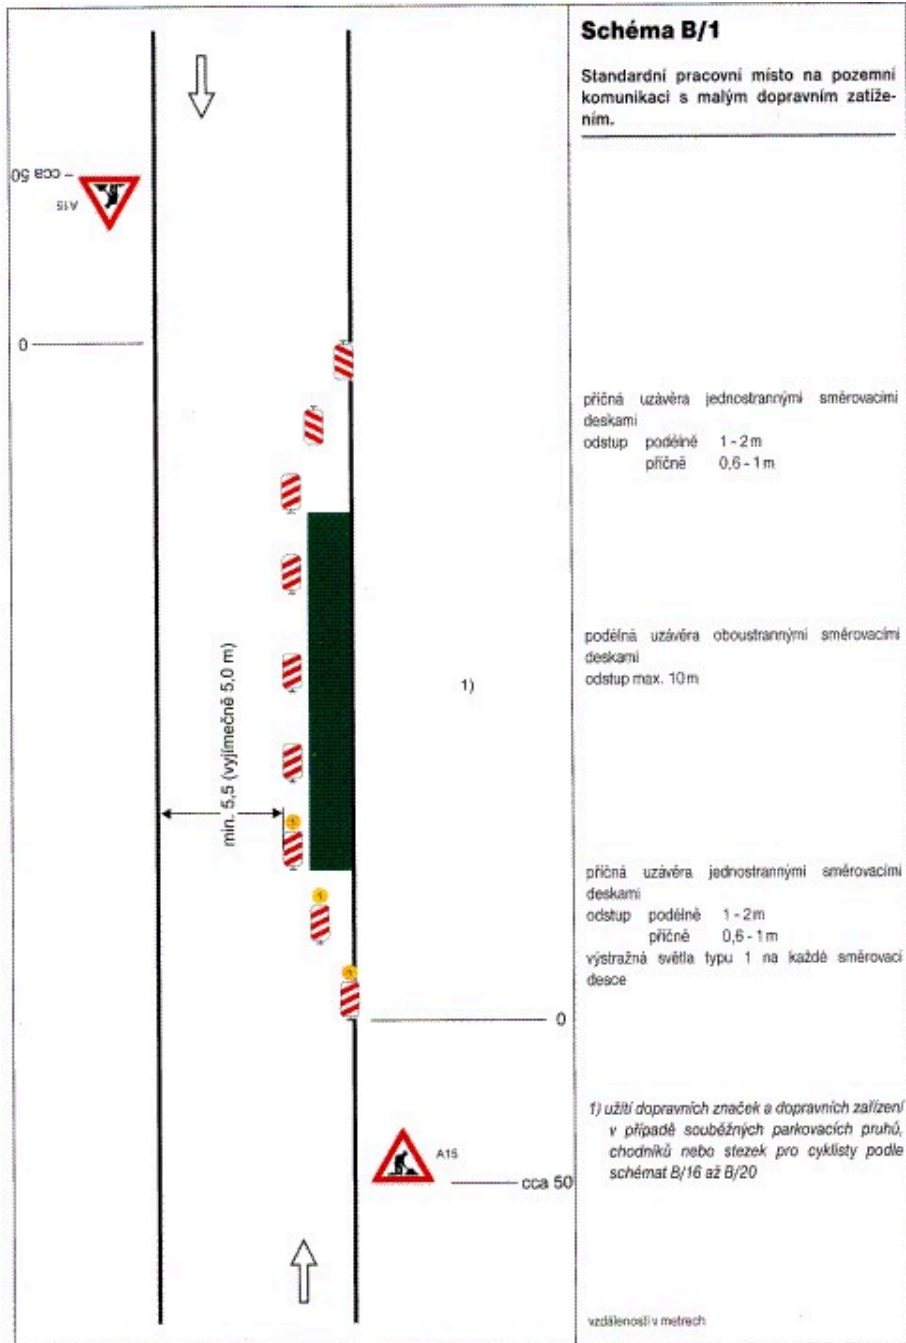 Schéma B/1
Standardní pracovní místo na pozemní
komunikaci s malým dopravním zatíže-
ním.
cca 50
A15
0
příčná uzávěra jednostrannými směrovacími
deskami
odstup podélně 1 - 2 m
příčně 0,6 - 1 m
podélná uzávěra oboustrannými směrovacími
deskami
odstup max. 10 m
1)
min. 5,5 (vyjímečně 5,0 m)
1
1
1
příčná uzávěra jednostrannými směrovacími
deskami
odstup podélně 1 - 2 m
příčně 0,6 - 1 m
výstražná světla typu 1 na každé směrovací
desce
0
A15
cca 50
1) užití dopravních značek a dopravních zařízení
v případě souběžných parkovacích pruhů,
chodníků nebo stezek pro cyklisty podle
schémat B/16 až B/20
vzdálenosti v metrech